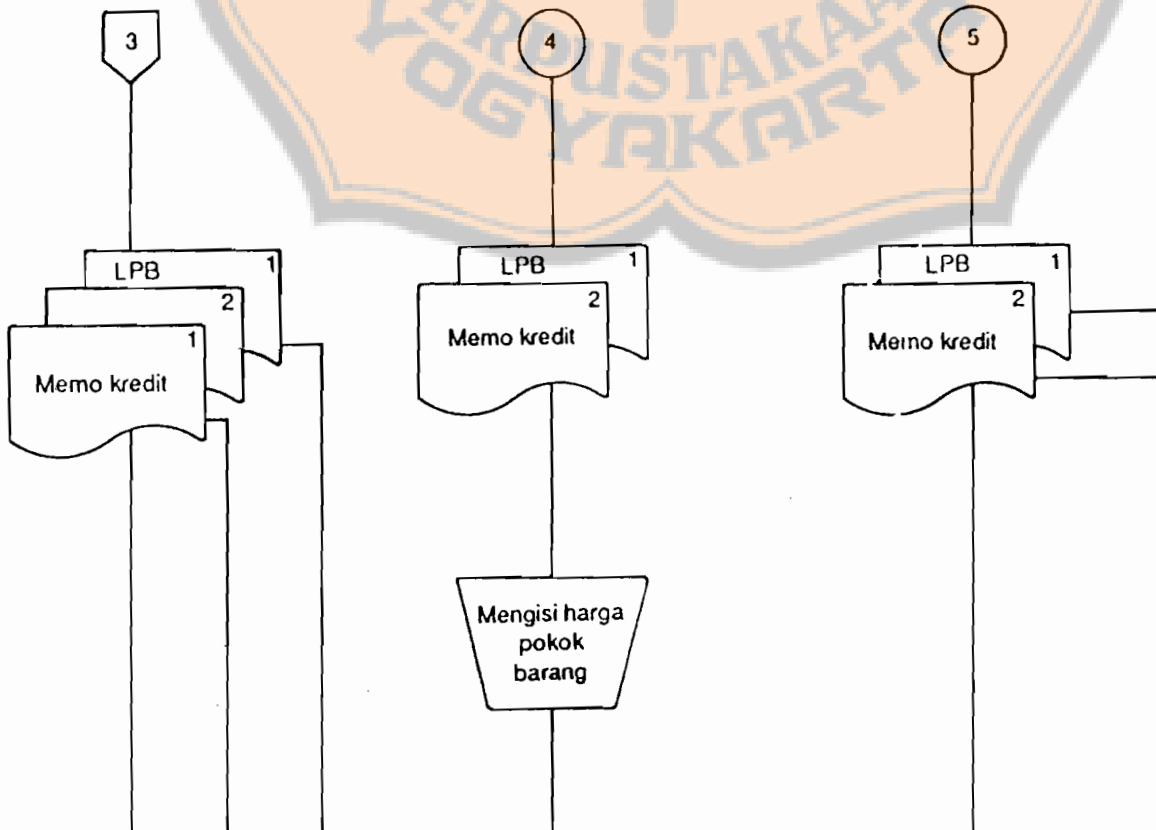 3
4
5
PERPUSTAKAAN
YOGYAKARTA
LPB 1
2
1
Memo kredit
LPB 1
2
Memo kredit
LPB 1
2
Memo kredit
Mengisi harga
pokok
barang